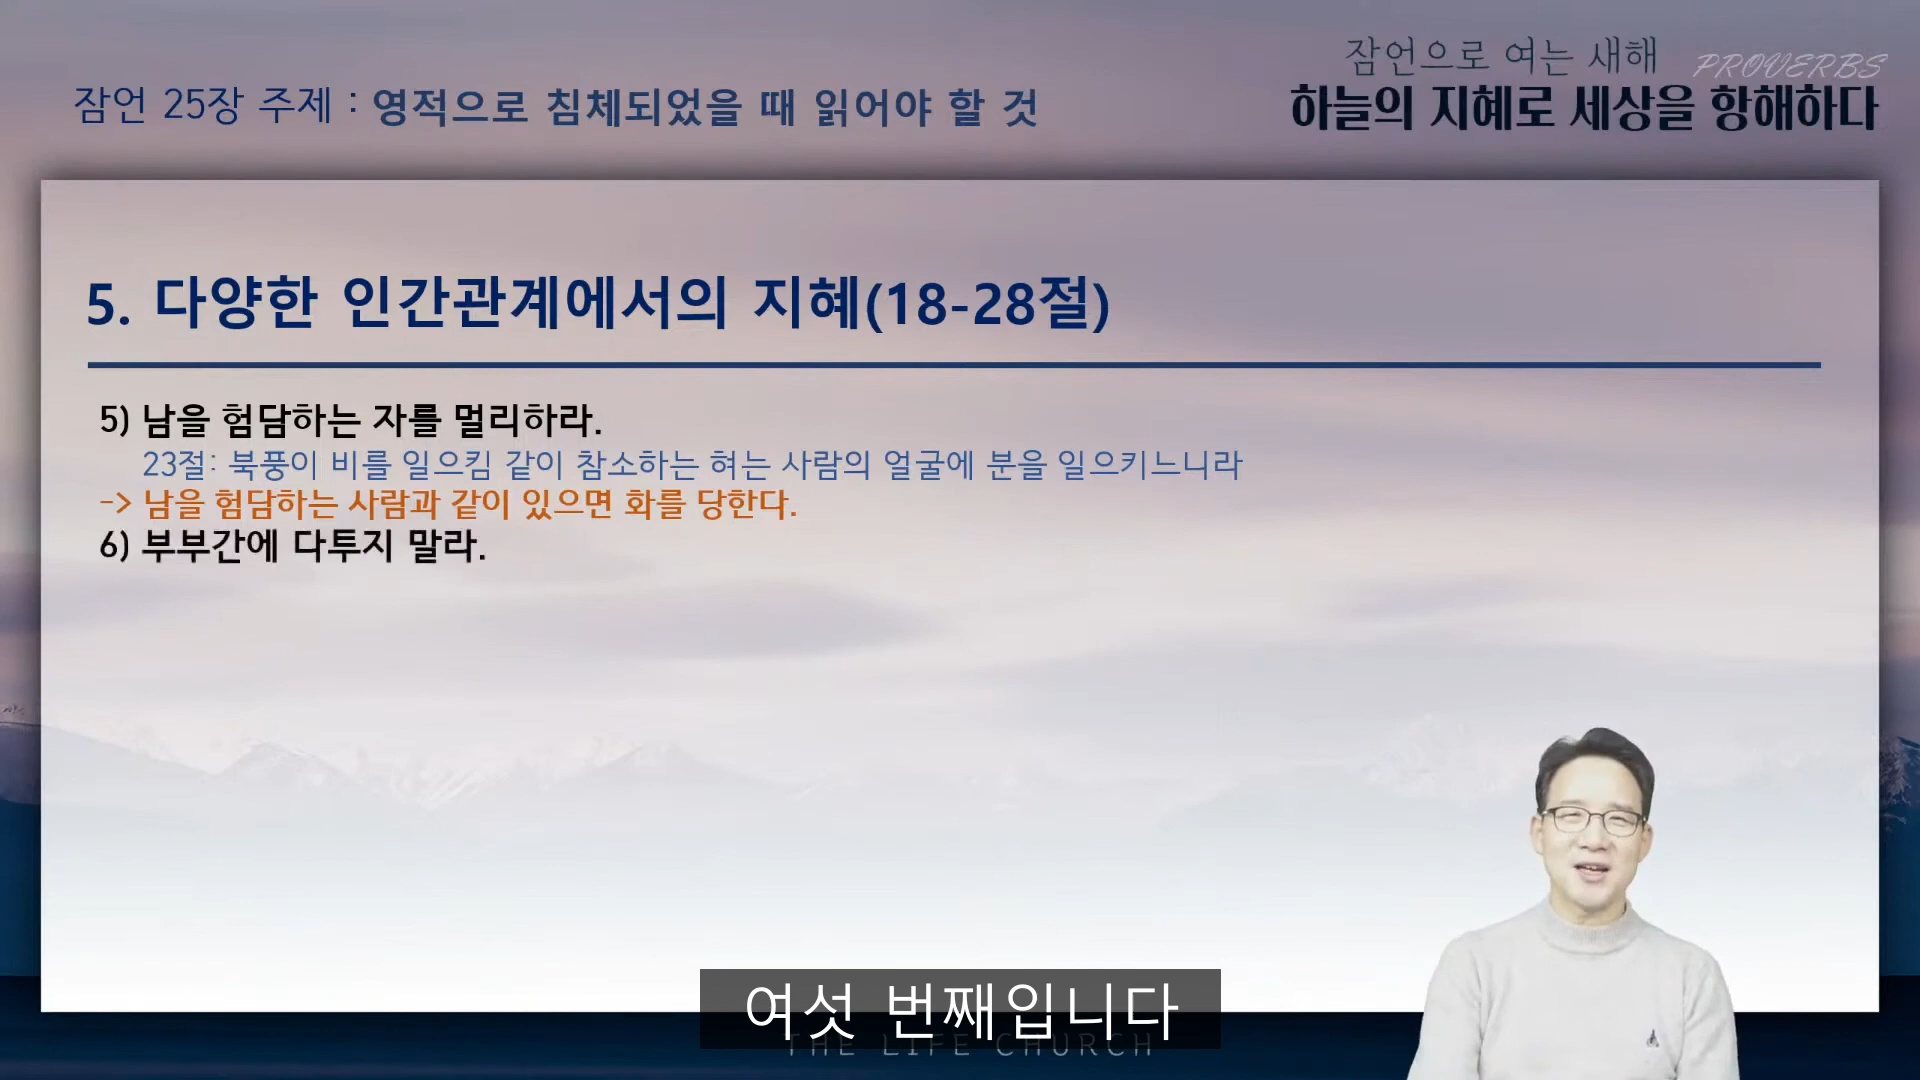 잠언으로 여는 새해 PROVERBS
잠언 25장 주제 : 영적으로 침체되었을 때 읽어야 할 것
하늘의 지혜로 세상을 항해하다
5. 다양한 인간관계에서의 지혜(18-28절)
5) 남을 험담하는 자를 멀리하라.
23절: 북풍이 비를 일으킴 같이 참소하는 혀는 사람의 얼굴에 분을 일으키느니라
-> 남을 험담하는 사람과 같이 있으면 화를 당한다.
6) 부부간에 다투지 말라.
여섯 번째입니다
THE LIFE CHURCH